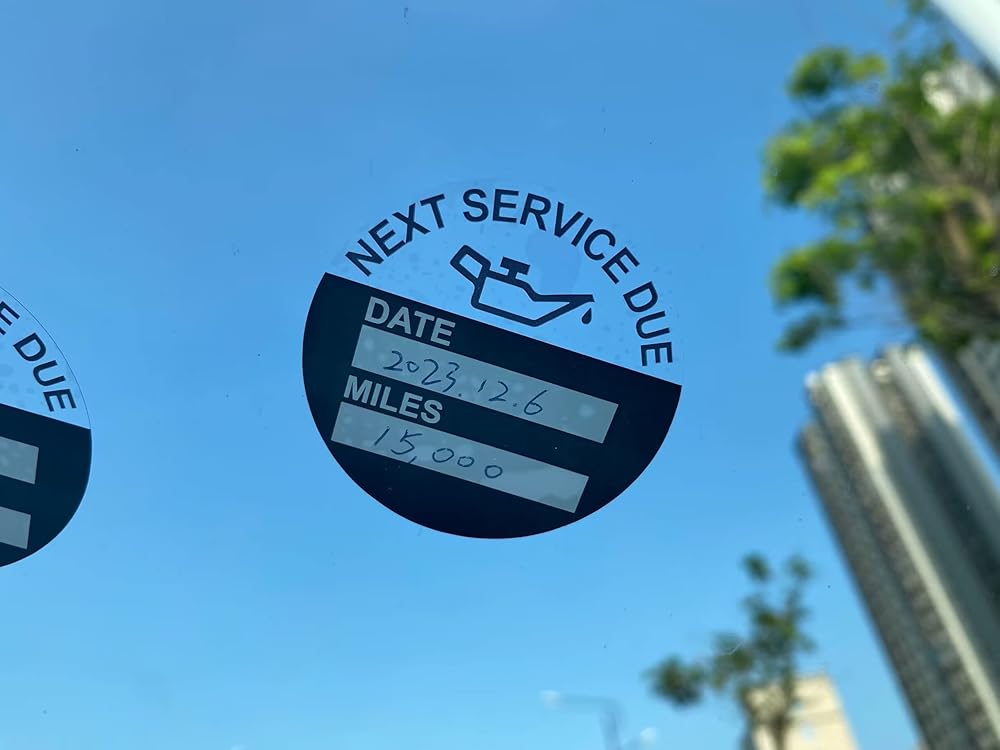 NEXT SERVICE DUE
DATE
2023.12.6
MILES
15,000
E DUE